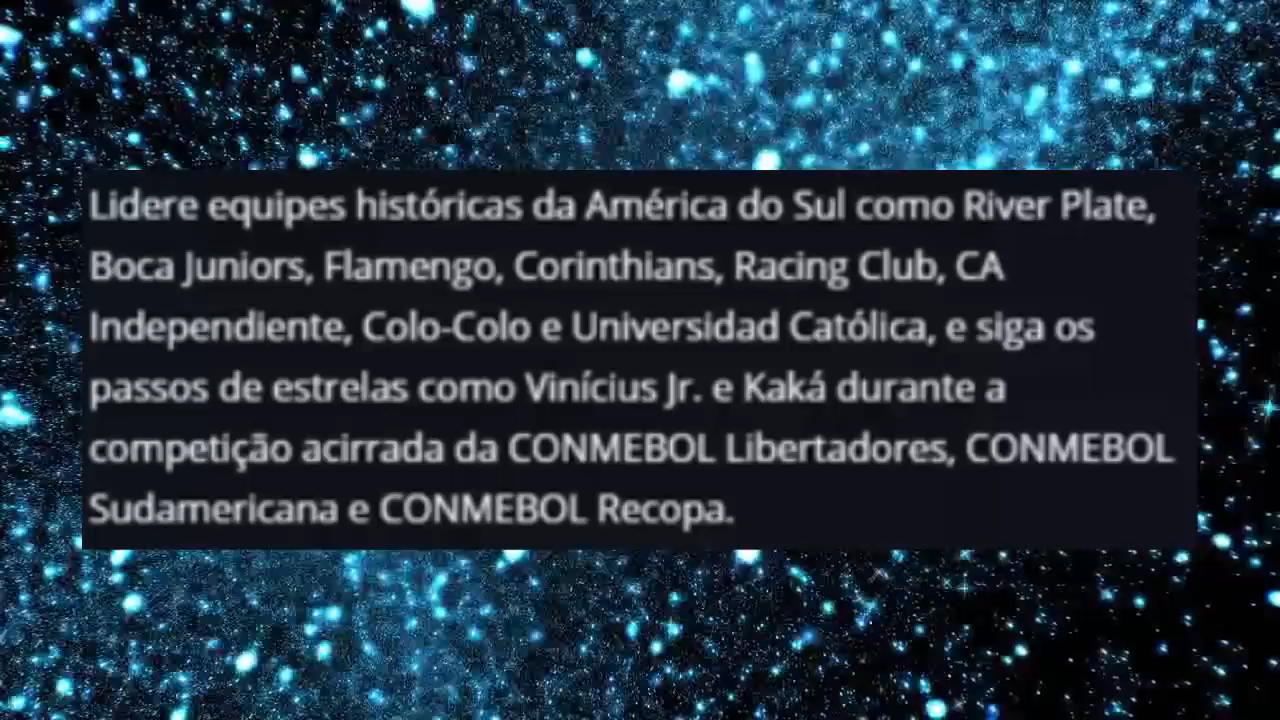 Lidere equipes históricas da América do Sul como River Plate,
Boca Juniors, Flamengo, Corinthians, Racing Club, CA
Independiente, Colo-Colo e Universidad Católica, e siga os
passos de estrelas como Vinícius Jr. e Kaká durante a
competição acirrada da CONMEBOL Libertadores, CONMEBOL
Sudamericana e CONMEBOL Recopa.